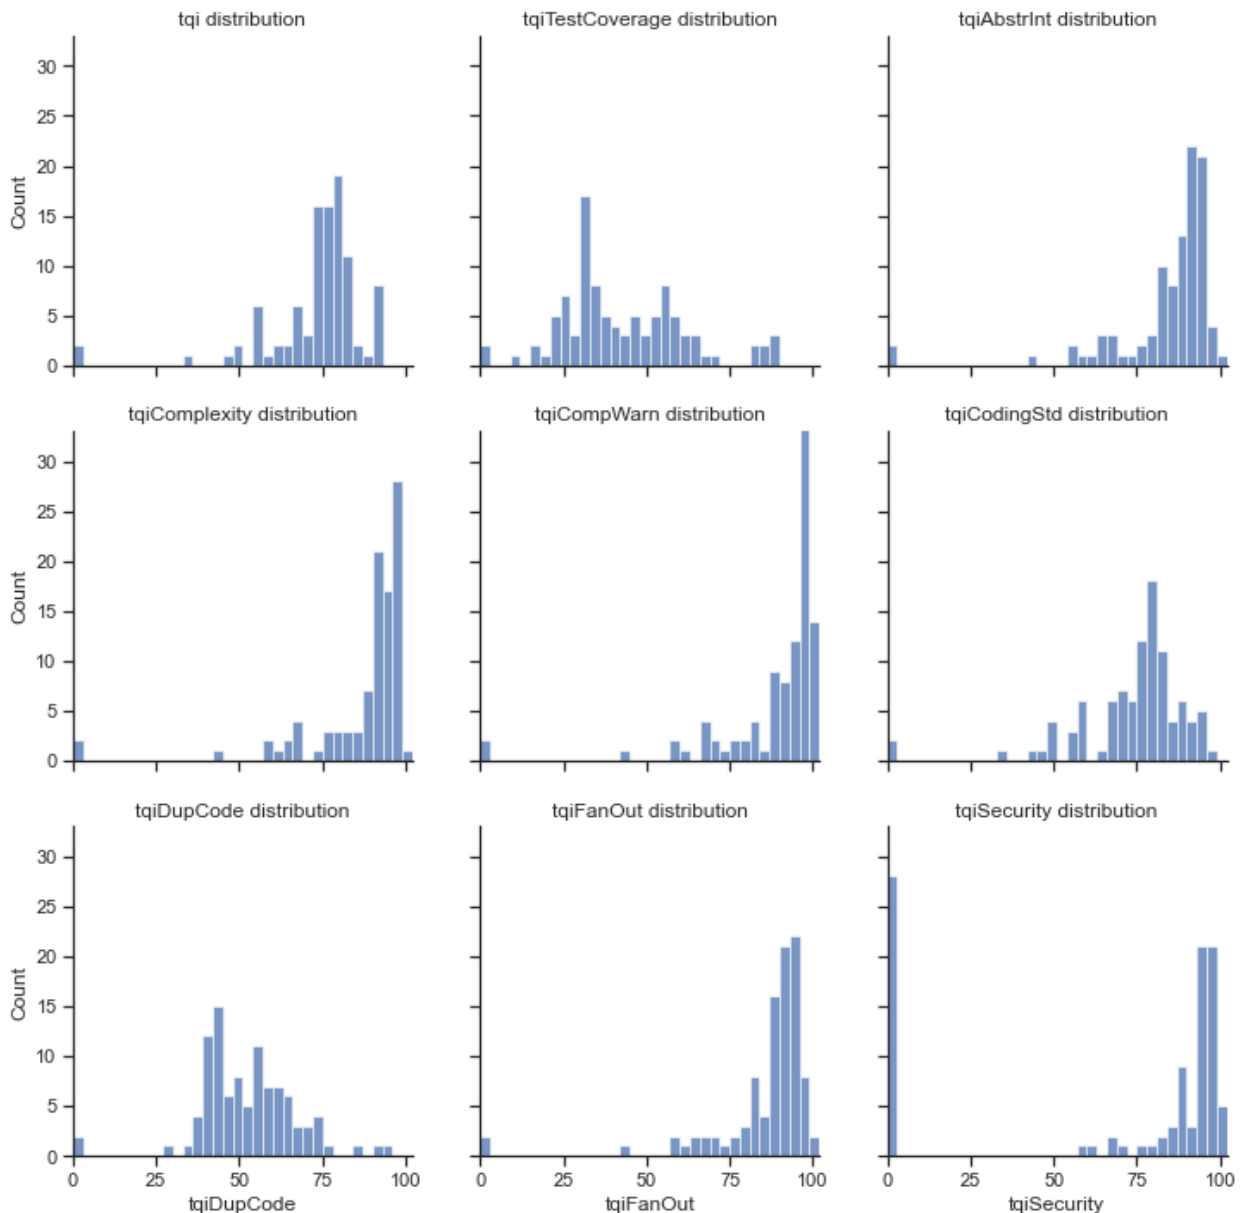 tqi distribution
tqiTestCoverage distribution
tqiAbstrInt distribution
30
25
20
15
10
5
0
Count
tqiComplexity distribution
tqiCompWarn distribution
tqiCodingStd distribution
30
25
20
15
10
5
0
Count
tqiDupCode distribution
tqiFanOut distribution
tqiSecurity distribution
30
25
20
15
10
5
0
Count
0 25 50 75 100
tqiDupCode
0 25 50 75 100
tqiFanOut
0 25 50 75 100
tqiSecurity